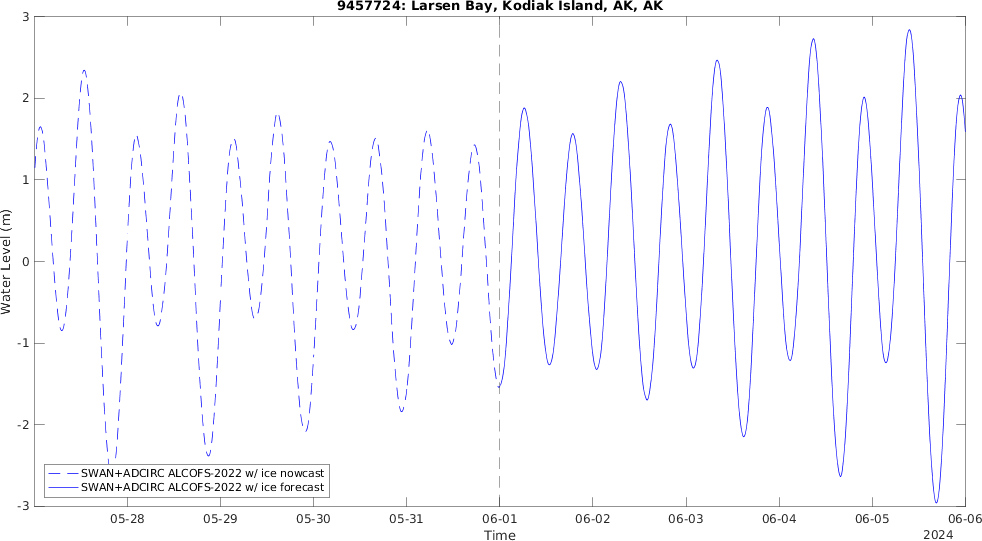 9457724: Larsen Bay, Kodiak Island, AK, AK
3
2
1
0
-1
-2
-3
Water Level (m)
SWAN+ADCIRC ALCOFS-2022 w/ ice nowcast
SWAN+ADCIRC ALCOFS-2022 w/ ice forecast
05-28 05-29 05-30 05-31 06-01 06-02 06-03 06-04 06-05 06-06
Time
2024